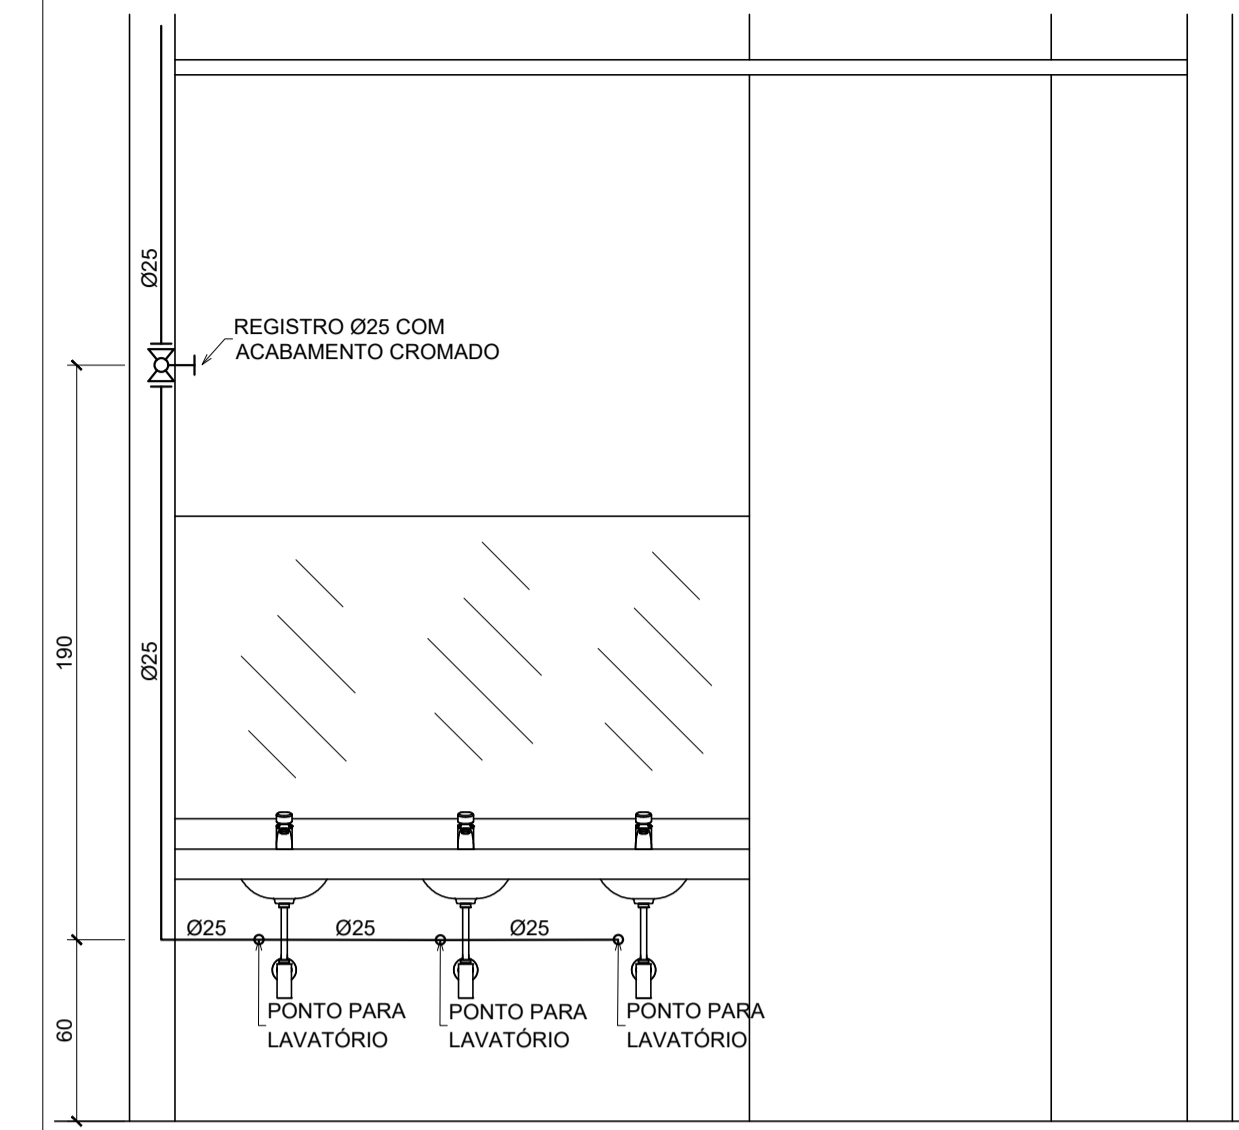 Ø25
REGISTRO Ø25 COM
ACABAMENTO CROMADO
190
Ø25
Ø25
Ø25
Ø25
PONTO PARA
LAVATÓRIO
PONTO PARA
LAVATÓRIO
PONTO PARA
LAVATÓRIO
60